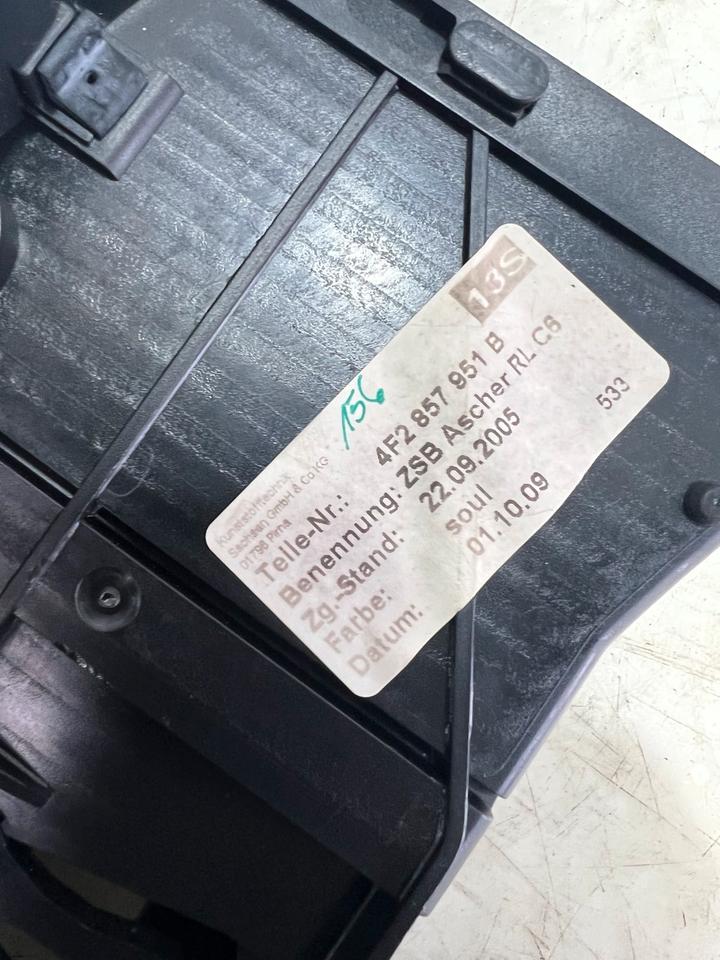 13S
156
Kunststofftechnik
Sachsen GmbH & Co KG
01796 Pirna
Teile-Nr.: 4F2 857 951 B
Benennung: ZSB Ascher RL C6
Zg.-Stand: 22.09.2005 533
Farbe: soul
Datum: 01.10.09